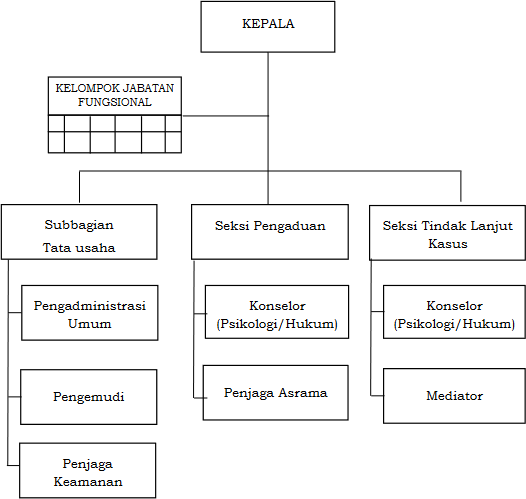 KEPALA
KELOMPOK JABATAN
FUNGSIONAL
Subbagian
Tata usaha
Seksi Pengaduan
Seksi Tindak Lanjut
Kasus
Pengadministrasi
Umum
Konselor
(Psikologi/Hukum)
Konselor
(Psikologi/Hukum)
Pengemudi
Penjaga Asrama
Mediator
Penjaga
Keamanan